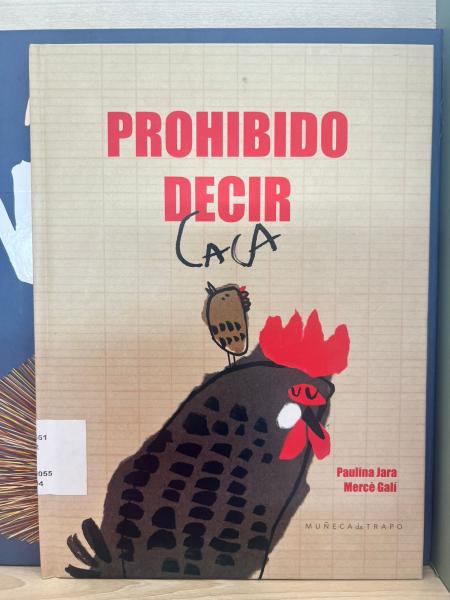 PROHIBIDO
DECIR
CACA
Paulina Jara
Mercè Galí
MUÑECA de TRAPO